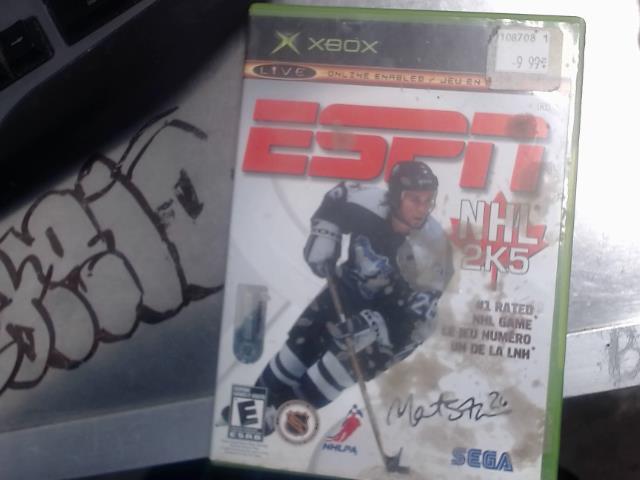 XBOX
108708 1
9.99
LIVE ONLINE ENABLED / JEU EN
ESPN
NHL
2K5
#1 RATED
NHL GAME*
LE JEU NUMÉRO
UN DE LA LNH*
26
E
ESRB
NHLPA
SEGA